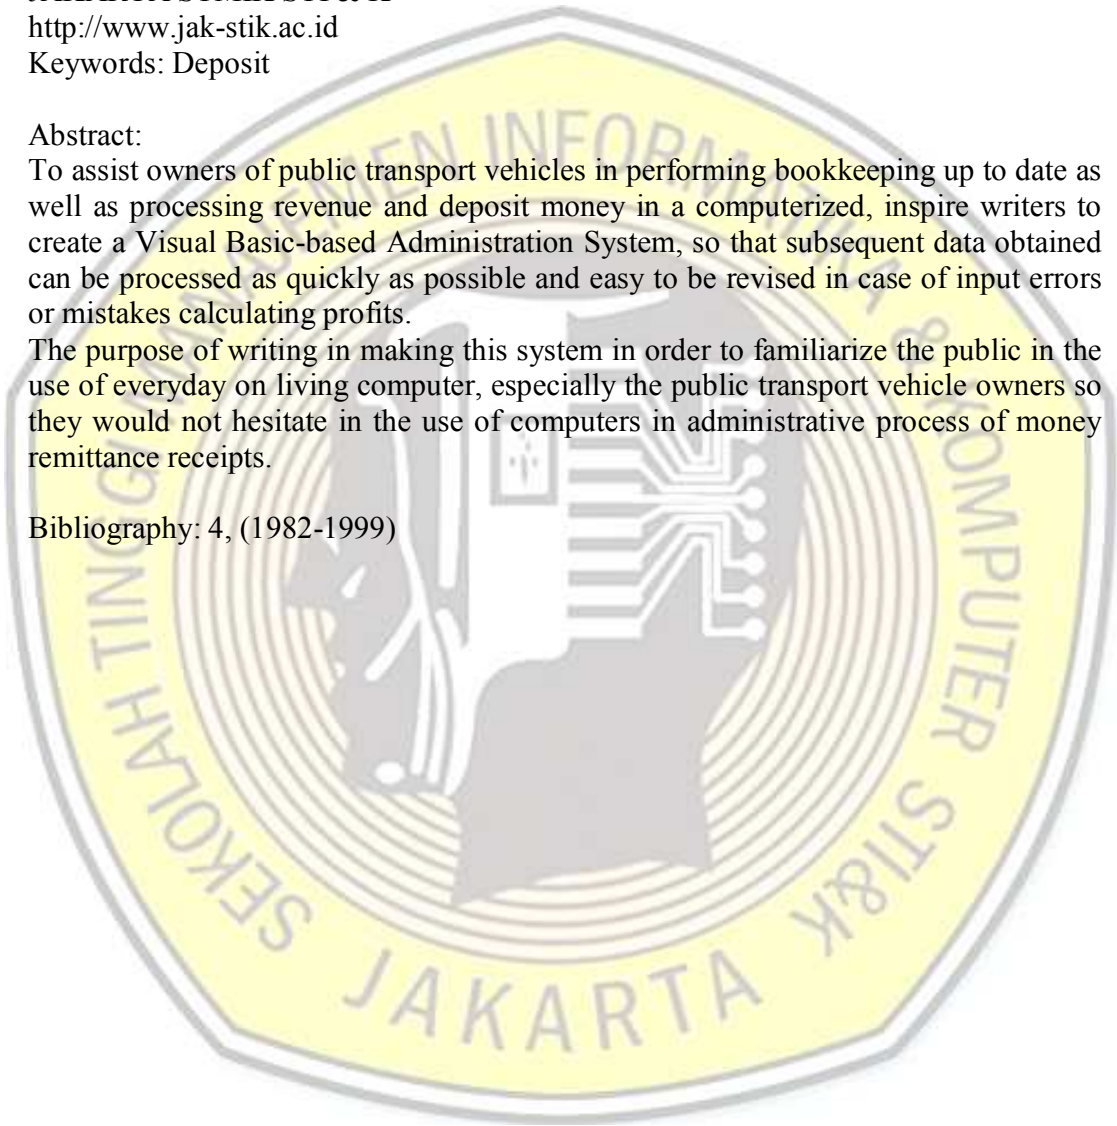 http://www.jak-stik.ac.id
Keywords: Deposit
Abstract:
To assist owners of public transport vehicles in performing bookkeeping up to date as
well as processing revenue and deposit money in a computerized, inspire writers to
create a Visual Basic-based Administration System, so that subsequent data obtained
can be processed as quickly as possible and easy to be revised in case of input errors
or mistakes calculating profits.
The purpose of writing in making this system in order to familiarize the public in the
use of everyday on living computer, especially the public transport vehicle owners so
they would not hesitate in the use of computers in administrative process of money
remittance receipts.
Bibliography: 4, (1982-1999)
SEKOLAH TINGGI MANAJEMEN INFORMATIKA & KOMPUTER STI&K
JAKARTA